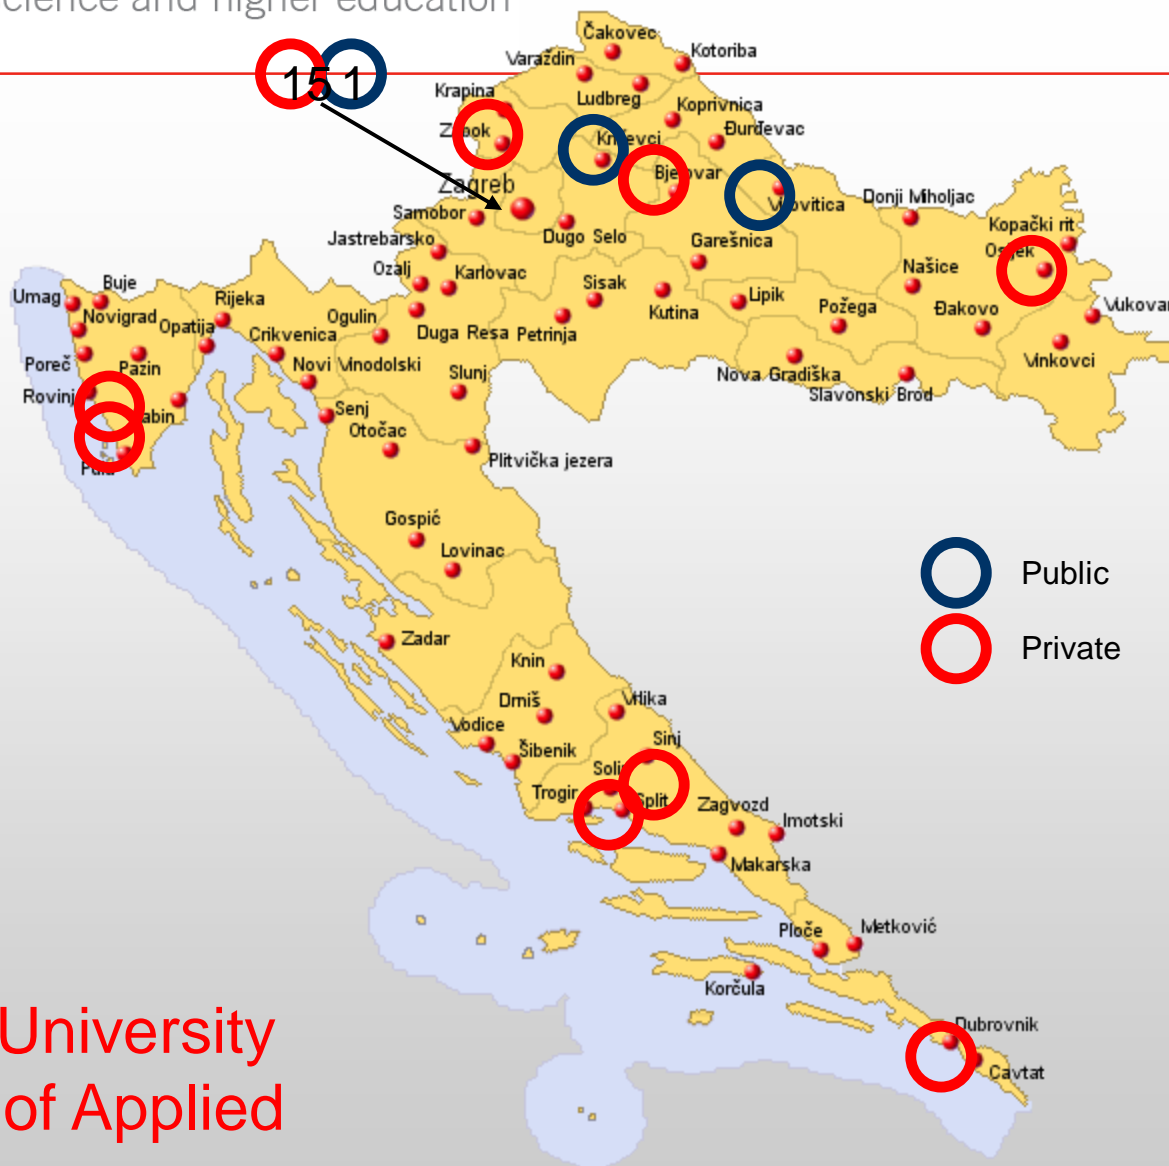 science and higher education
15 1
Čakovec
Kotoriba
Varaždin
Krapina
Ludbreg
Koprivnica
Đurđevac
Zagreb
Samobor
Dugo Selo
Donji Miholjac
Kopački rit
Jastrebarsko
Garešnica
Ozalj
Karlovac
Sisak
Našice
Umag
Buje
Rijeka
Novigrad
Opatija
Crikvenica
Ogulin
Duga Resa
Petrinja
Kutina
Lipik
Požega
Đakovo
Vukovar
Poreč
Pazin
Novi Vinodolski
Slunj
Nova Gradiška
Vinkovci
Rovinj
Slavonski Brod
Senj
Otočac
Plitvička jezera
Gospić
Lovinac
Public
Zadar
Private
Knin
Drniš
Vrlika
Vodice
Šibenik
Sinj
Trogir
Split
Zagvozd
Imotski
Makarska
Ploče
Metković
Korčula
Dubrovnik
Cavtat
University
of Applied